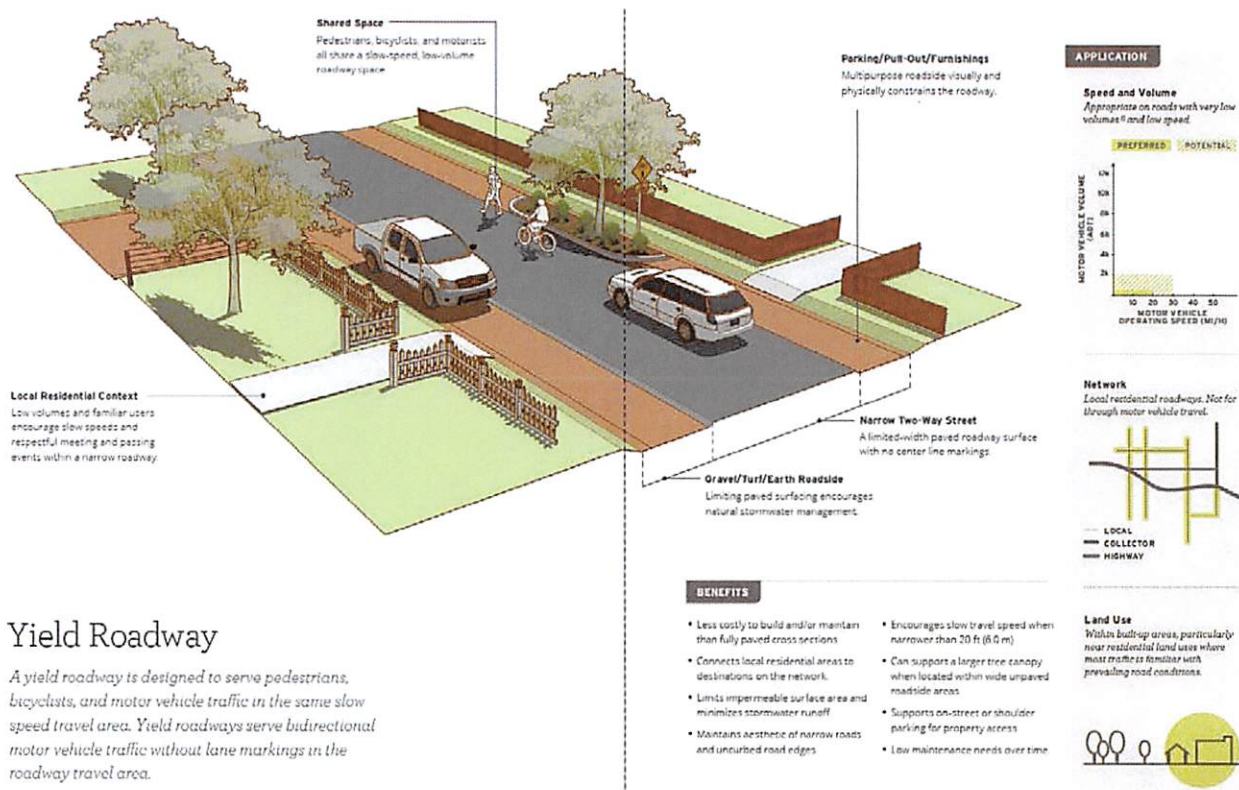 Shared Space
Pedestrians, bicyclists, and motorists
all share a slow-speed, low-volume
roadway space
Parking/Pull-Out/Furnishings
Multipurpose roadside visually and
physically constrains the roadway.
Local Residential Context
Low volumes and familiar users
encourage slow speeds and
respectful meeting and passing
events within a narrow roadway.
Narrow Two-Way Street
A limited-width paved roadway surface
with no center line markings.
Gravel/Turf/Earth Roadside
Limiting paved surfacing encourages
natural stormwater management.
Yield Roadway
A yield roadway is designed to serve pedestrians,
bicyclists, and motor vehicle traffic in the same slow
speed travel area. Yield roadways serve bidirectional
motor vehicle traffic without lane markings in the
roadway travel area.
BENEFITS
• Less costly to build and/or maintain
than fully paved cross sections
• Connects local residential areas to
destinations on the network.
• Limits impermeable surface area and
minimizes stormwater runoff
• Maintains aesthetic of narrow roads
and uncurbed road edges
• Encourages slow travel speed when
narrower than 20 ft (6.0 m)
• Can support a larger tree canopy
when located within wide unpaved
roadside areas
• Supports on-street or shoulder
parking for property access
• Low maintenance needs over time
APPLICATION
Speed and Volume
Appropriate on roads with very low
volumes and low speed.
PREFERRED POTENTIAL
MOTOR VEHICLE VOLUME
(ADT)
12k
10k
8k
6k
4k
2k
10 20 30 40 50
MOTOR VEHICLE
OPERATING SPEED (MI/H)
Network
Local residential roadways. Not for
through motor vehicle travel.
LOCAL
COLLECTOR
HIGHWAY
Land Use
Within built-up areas, particularly
near residential land uses where
most traffic is familiar with
prevailing road conditions.